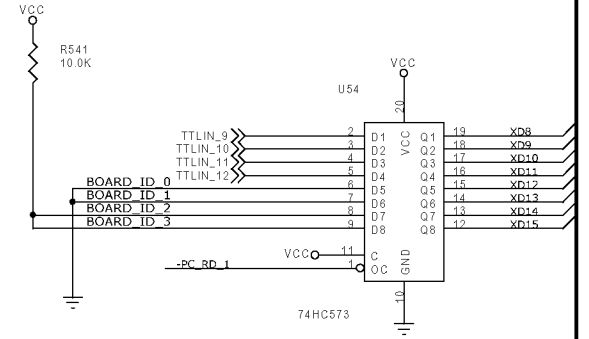 VCC
R541
10.0K
VCC
U54
20
TTLIN_9 2 D1 VCC Q1 19 XD8
TTLIN_10 3 D2 Q2 18 XD9
TTLIN_11 4 D3 Q3 17 XD10
TTLIN_12 5 D4 Q4 16 XD11
BOARD_ID_0 6 D5 Q5 15 XD12
BOARD_ID_1 7 D6 Q6 14 XD13
BOARD_ID_2 8 D7 Q7 13 XD14
BOARD_ID_3 9 D8 Q8 12 XD15
VCC 11 C GND
-PC_RD_1 1 OC
10
74HC573